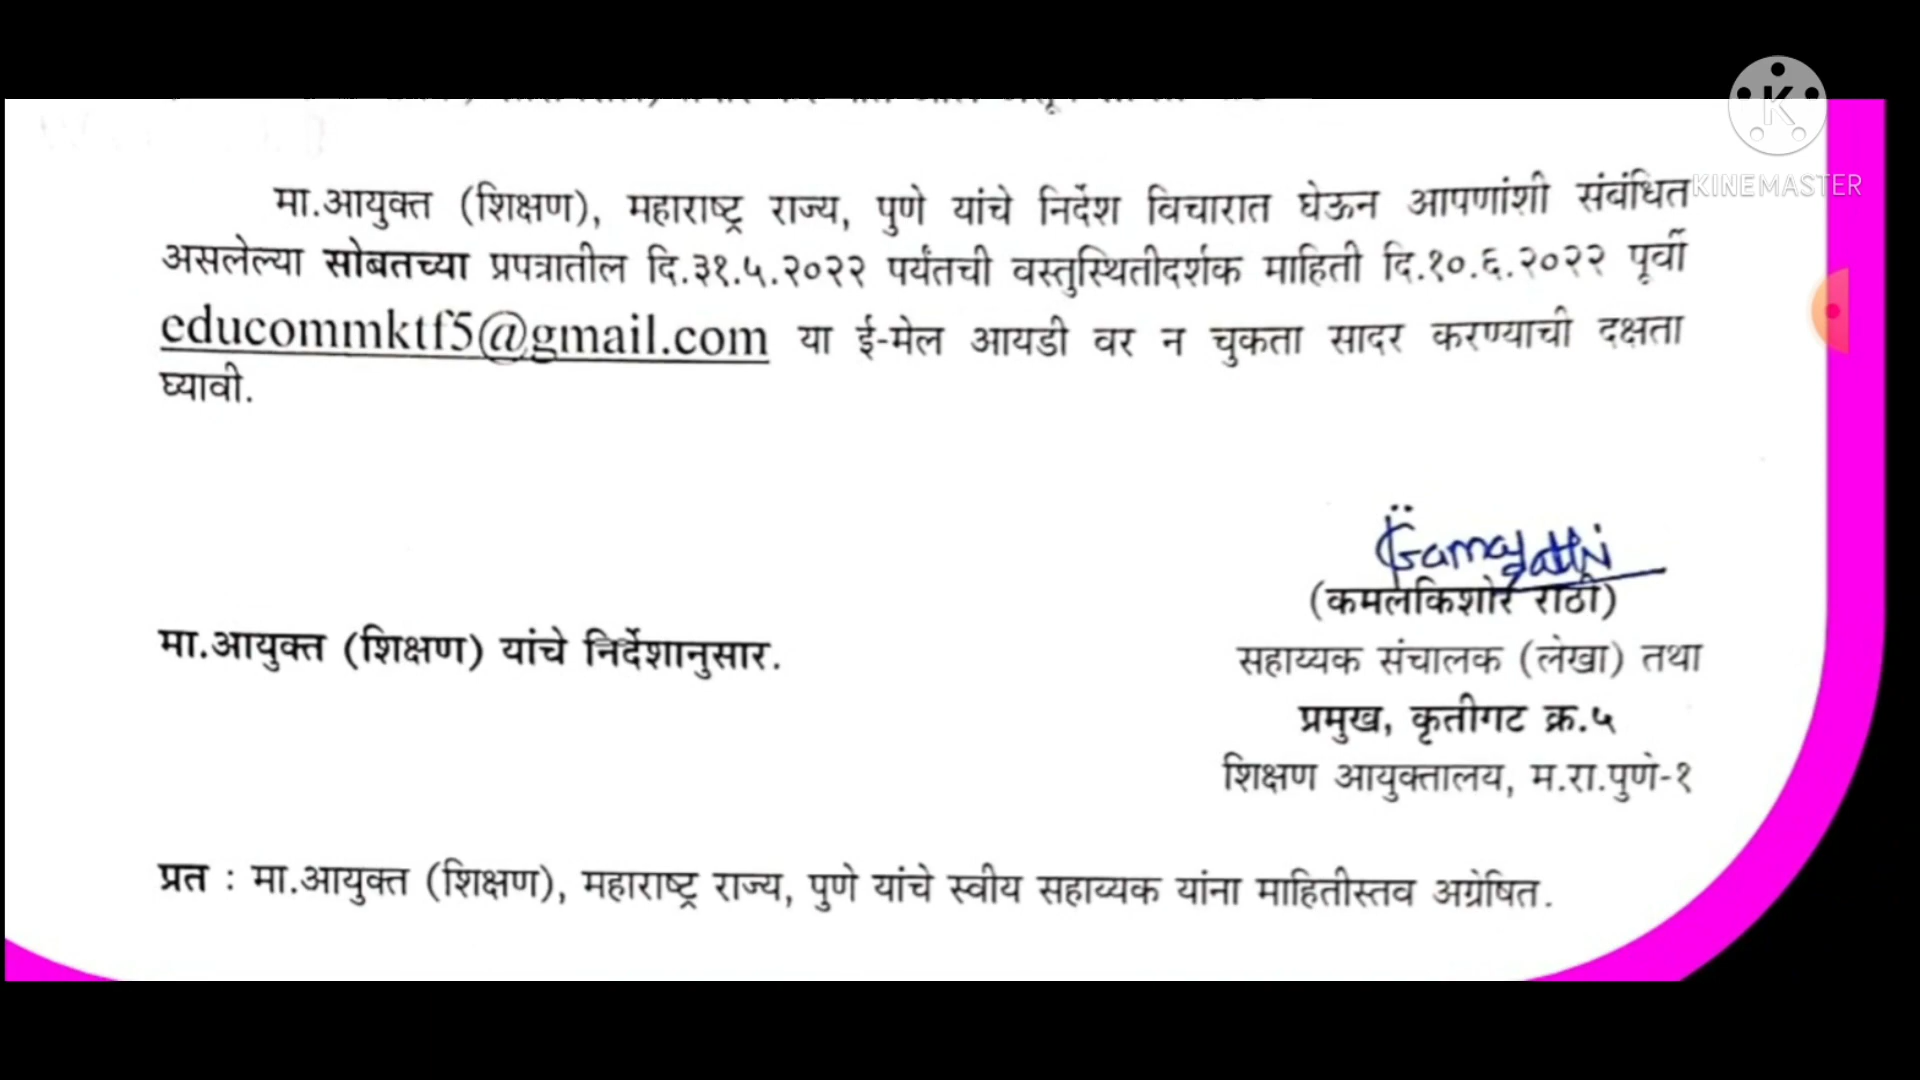 KINEMASTER
मा.आयुक्त (शिक्षण), महाराष्ट्र राज्य, पुणे यांचे निर्देश विचारात घेऊन आपणांशी संबंधित
असलेल्या सोबतच्या प्रपत्रातील दि.३१.५.२०२२ पर्यंतची वस्तुस्थितीदर्शक माहिती दि.१०.६.२०२२ पूर्वी
educommktf5@gmail.com या ई-मेल आयडी वर न चुकता सादर करण्याची दक्षता
घ्यावी.
(कमलकिशोर राठी)
मा.आयुक्त (शिक्षण) यांचे निर्देशानुसार.
सहाय्यक संचालक (लेखा) तथा
प्रमुख, कृतीगट क्र.५
शिक्षण आयुक्तालय, म.रा.पुणे-१
प्रत : मा.आयुक्त (शिक्षण), महाराष्ट्र राज्य, पुणे यांचे स्वीय सहाय्यक यांना माहितीस्तव अग्रेषित.